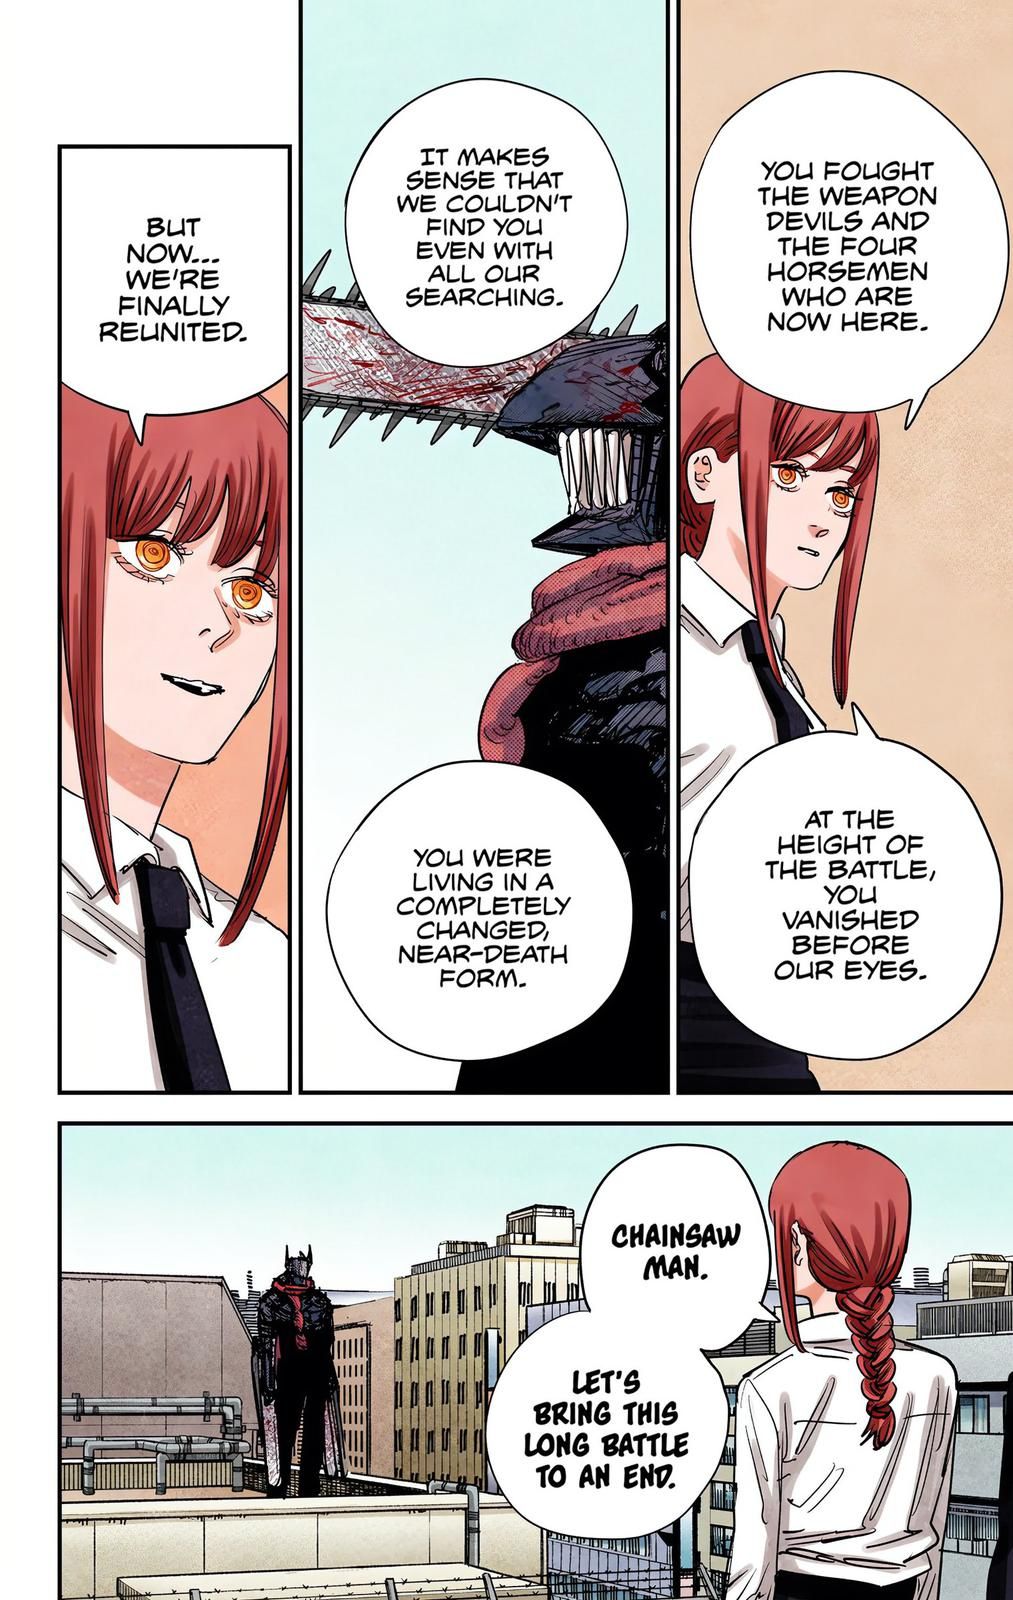 YOU FOUGHT
THE WEAPON
DEVILS AND
THE FOUR
HORSEMEN
WHO ARE
NOW HERE.
AT THE
HEIGHT OF
THE BATTLE,
YOU
VANISHED
BEFORE
OUR EYES.
IT MAKES
SENSE THAT
WE COULDN'T
FIND YOU
EVEN WITH
ALL OUR
SEARCHING.
YOU WERE
LIVING IN A
COMPLETELY
CHANGED,
NEAR-DEATH
FORM.
BUT
NOW...
WE'RE
FINALLY
REUNITED.
CHAINSAW
MAN.
LET'S
BRING THIS
LONG BATTLE
TO AN END.